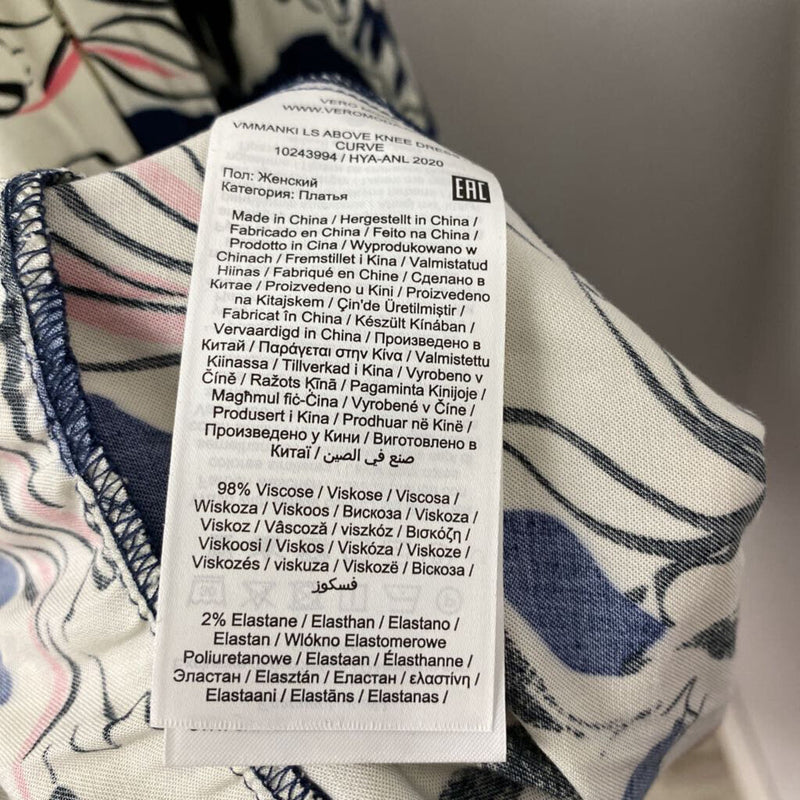 VERO
WWW.VEROMODA
VMMANKI LS ABOVE KNEE DRESS
CURVE
10243994 / HYA-ANL 2020
Пол: Женский
Категория: Платья
EAC
Made in China / Hergestellt in China /
Fabricado en China / Feito na China /
Prodotto in Cina / Wyprodukowano w
Chinach / Fremstillet i Kina / Valmistatud
Hiinas / Fabriqué en Chine / Сделано в
Китае / Proizvedeno u Kini / Proizvedeno
na Kitajskem / Çin'de Üretilmiştir /
Fabricat în China / Készült Kínában /
Vervaardigd in China / Произведено в
Китай / Παράγεται στην Κίνα / Valmistettu
Kiinassa / Tillverkad i Kina / Vyrobeno v
Číně / Ražots Ķīnā / Pagaminta Kinijoje /
Magħmul fiċ-Ċina / Vyrobené v Číne /
Produsert i Kina / Prodhuar në Kinë /
Произведено у Кини / Виготовлено в
Китаї / صنع في الصين
98% Viscose / Viskose / Viscosa /
Wiskoza / Viskoos / Вискоза / Viskoza /
Viskoz / Vâscoză / viszkóz / Βισκόζη /
Viskoosi / Viskos / Viskóza / Viskoze /
Viskozės / viskuza / Viskozë / Віскоза /
فسكوز
2% Elastane / Elasthan / Elastano /
Elastan / Włókno Elastomerowe
Poliuretanowe / Elastaan / Élasthanne /
Эластан / Elasztán / Еластан / ελαστίνη /
Elastaani / Elastāns / Elastanas /